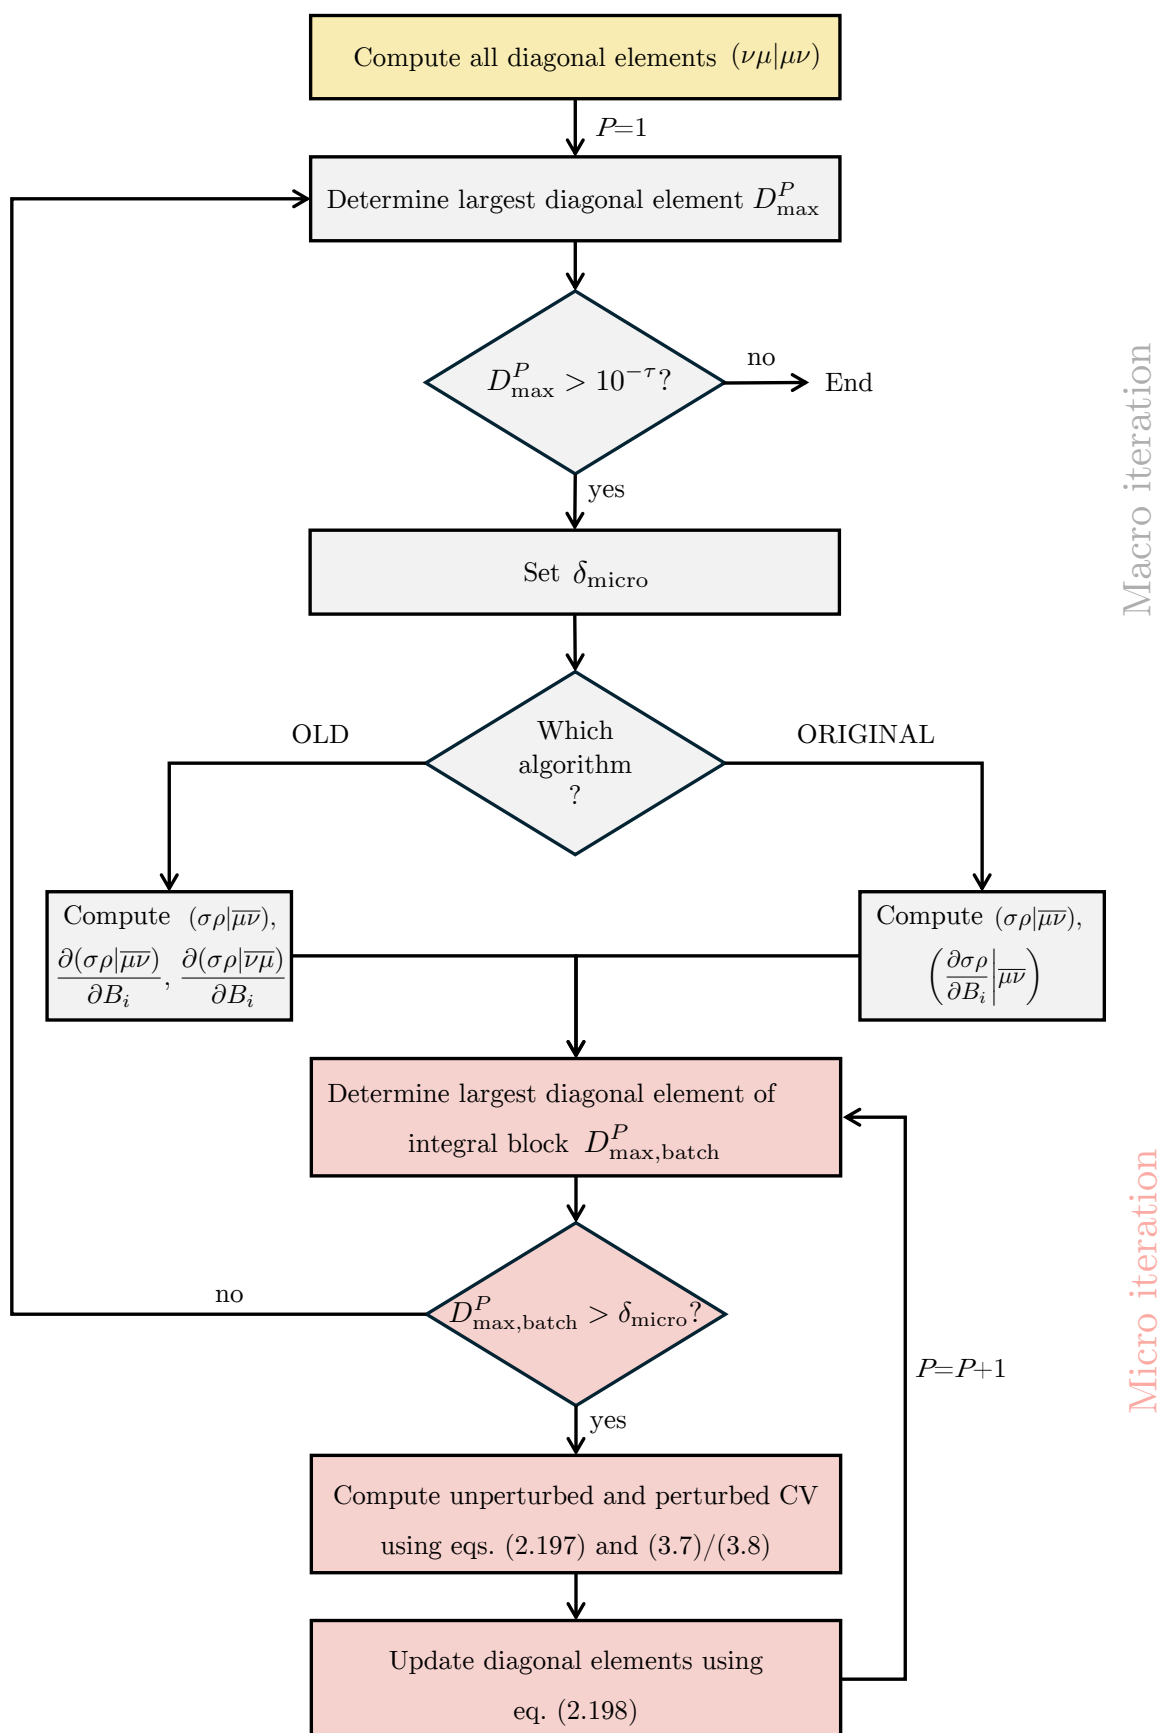 Compute all diagonal elements (νμ|μν)
P=1
Determine largest diagonal element D^P_max
D^P_max > 10^−τ?
no
End
yes
Set δ_micro
Macro iteration
OLD
Which
algorithm
?
ORIGINAL
Compute (σρ|\overline{μν}),
\frac{∂(σρ|\overline{μν})}{∂B_i}, \frac{∂(σρ|\overline{νμ})}{∂B_i}
Compute (σρ|\overline{μν}),
(\frac{∂σρ}{∂B_i}|\overline{μν})
Determine largest diagonal element of
integral block D^P_max,batch
D^P_max,batch > δ_micro?
no
yes
P=P+1
Micro iteration
Compute unperturbed and perturbed CV
using eqs. (2.197) and (3.7)/(3.8)
Update diagonal elements using
eq. (2.198)